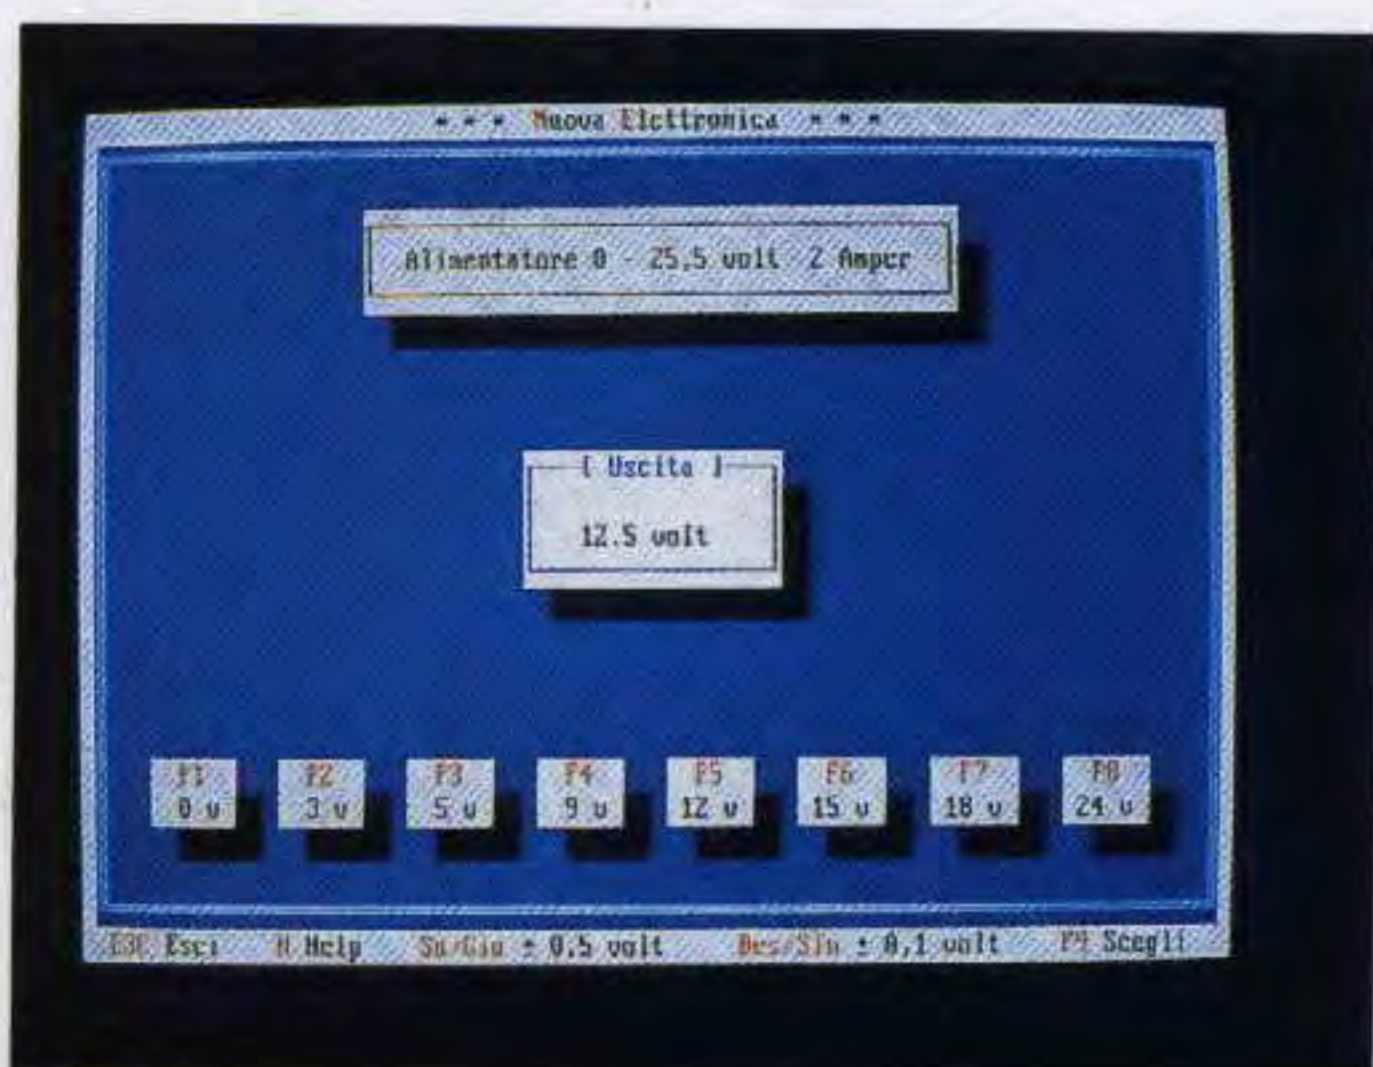 * * * Nuova Elettronica * * *
Alimentatore 0 - 25,5 volt 2 Amper
[ Uscita ]
12.5 volt
F1 F2 F3 F4 F5 F6 F7 F8
0 v 3 v 5 v 9 v 12 v 15 v 18 v 24 v
ESC Esci H Help Su/Giu ± 0,5 volt Des/Sin ± 0,1 volt F9 Scegli